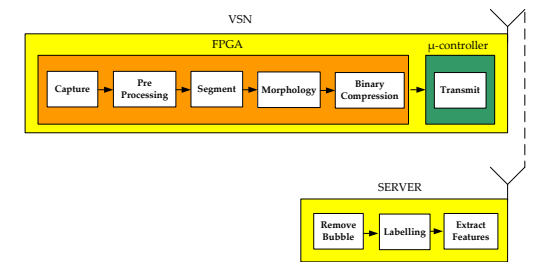 VSN
FPGA
μ-controller
Capture
Pre
Processing
Segment
Morphology
Binary
Compression
Transmit
SERVER
Remove
Bubble
Labelling
Extract
Features